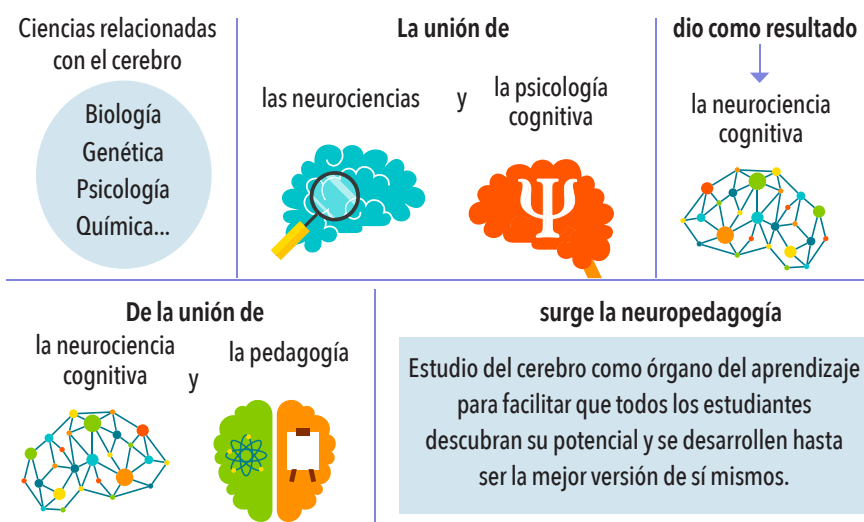 Ciencias relacionadas
con el cerebro
Biología
Genética
Psicología
Química...
La unión de
las neurociencias
y
la psicología
cognitiva
dio como resultado
la neurociencia
cognitiva
De la unión de
la neurociencia
cognitiva
y
la pedagogía
surge la neuropedagogía
Estudio del cerebro como órgano del aprendizaje
para facilitar que todos los estudiantes
descubran su potencial y se desarrollen hasta
ser la mejor versión de sí mismos.